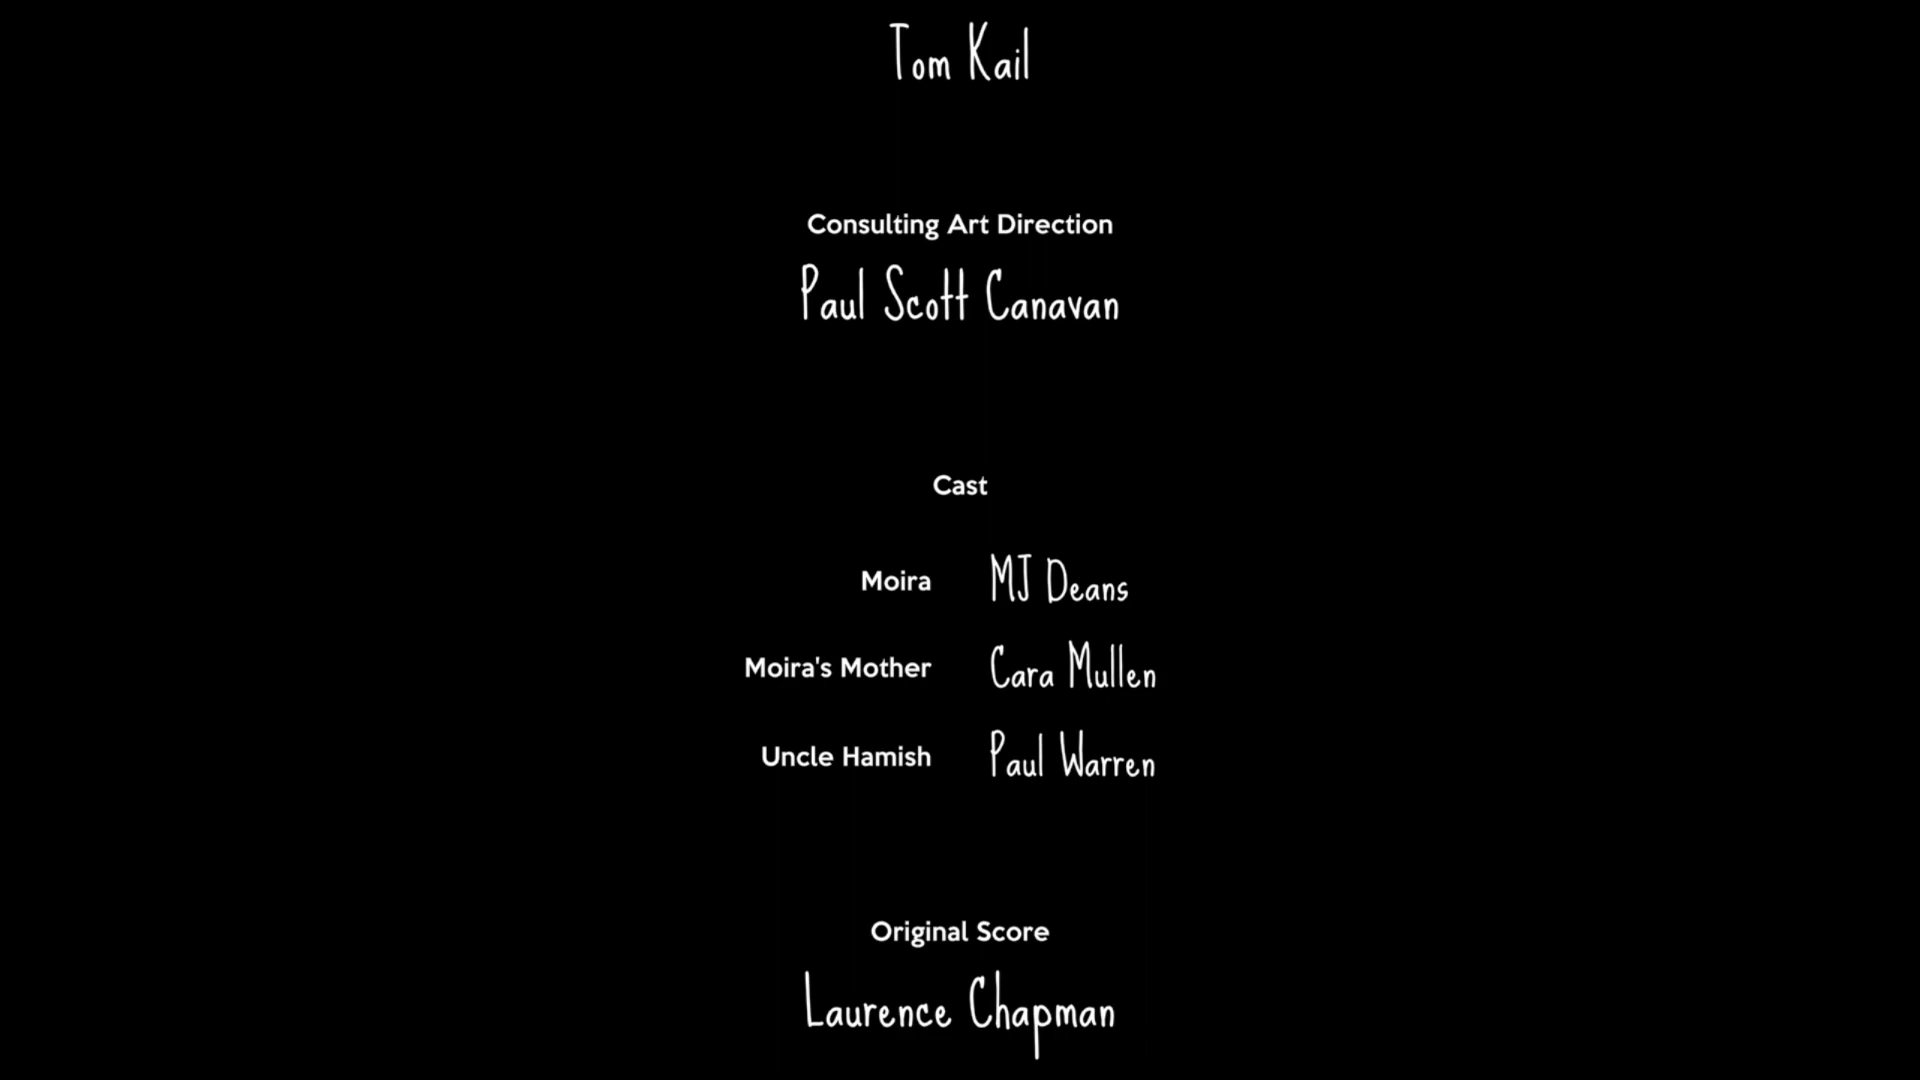 Tom Kail
Consulting Art Direction
Paul Scott Canavan
Cast
Moira MJ Deans
Moira's Mother Cara Mullen
Uncle Hamish Paul Warren
Original Score
Laurence Chapman